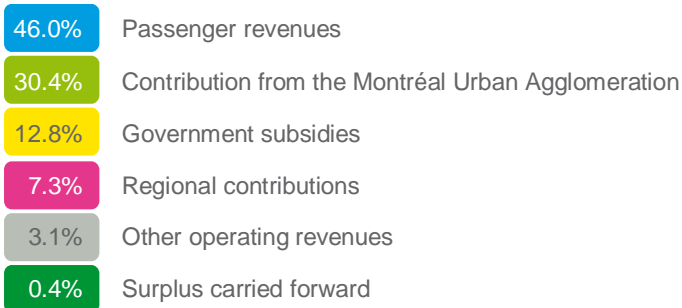 46.0% Passenger revenues
30.4% Contribution from the Montréal Urban Agglomeration
12.8% Government subsidies
7.3% Regional contributions
3.1% Other operating revenues
0.4% Surplus carried forward